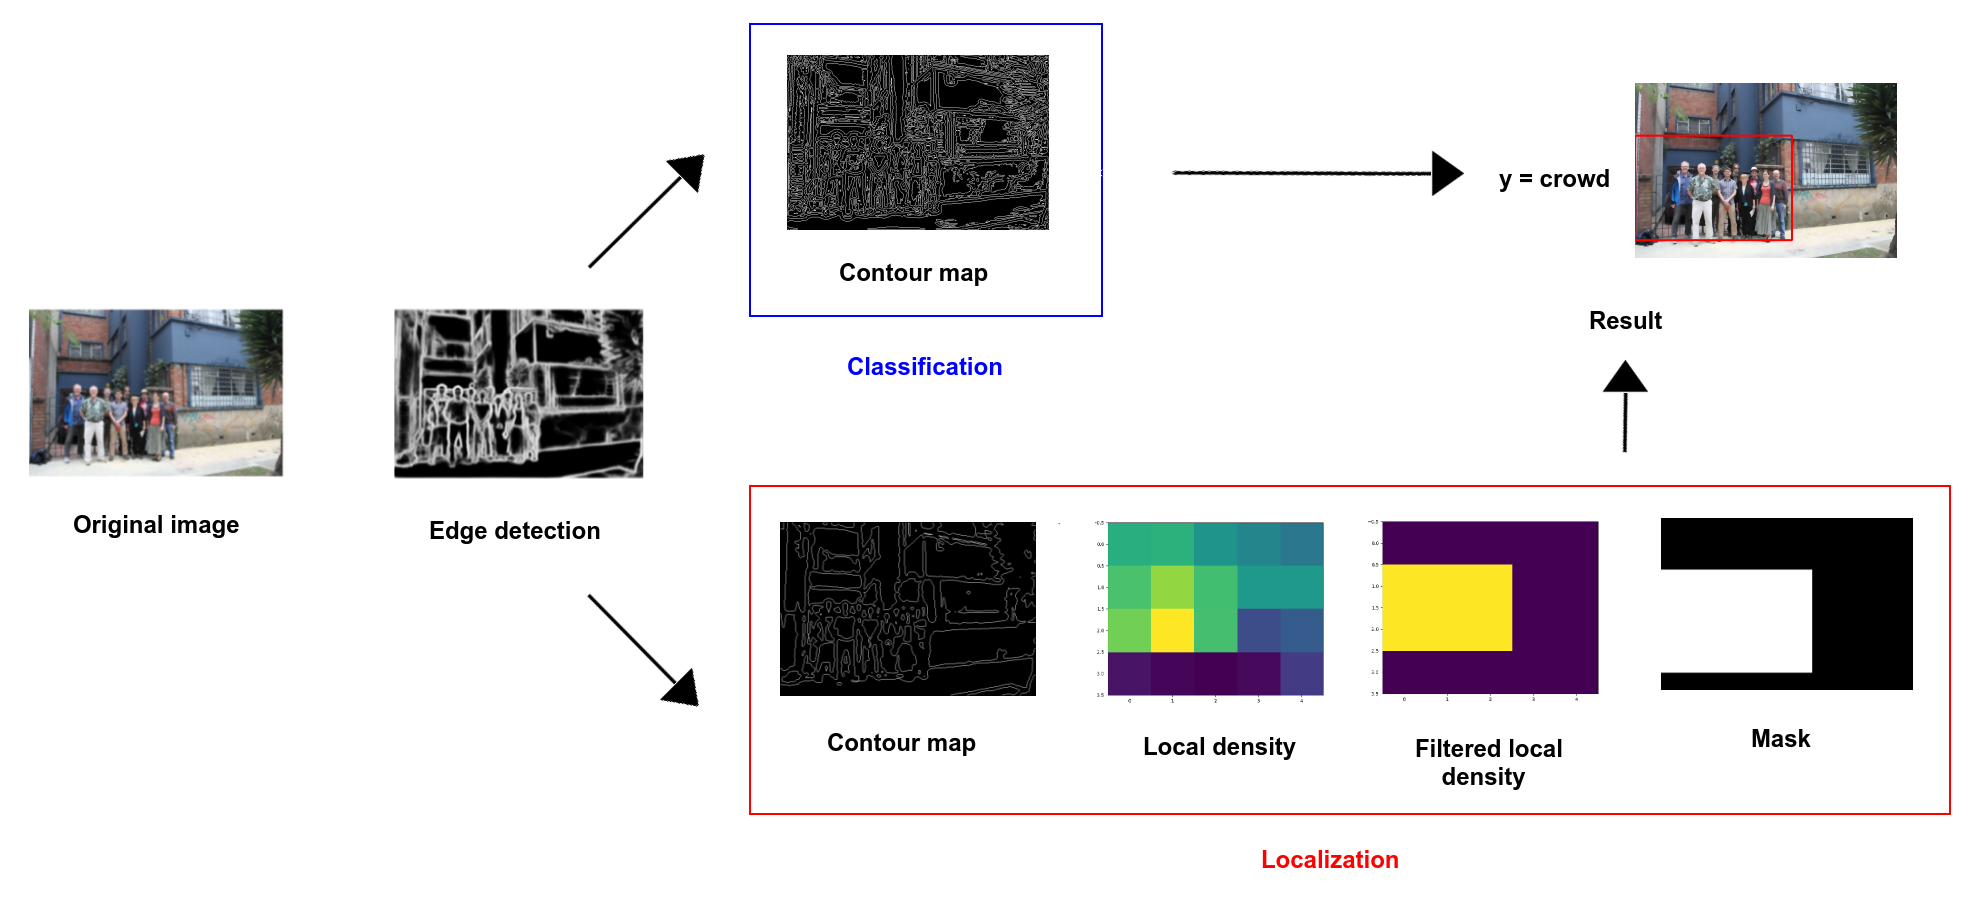 Original image
Edge detection
Contour map
Classification
y = crowd
Result
Contour map
Local density
Filtered local
density
Mask
Localization